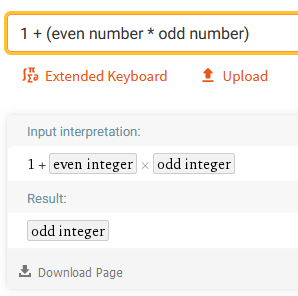 1 + (even number * odd number)
Extended Keyboard Upload
Input interpretation:
1 + even integer × odd integer
Result:
odd integer
Download Page